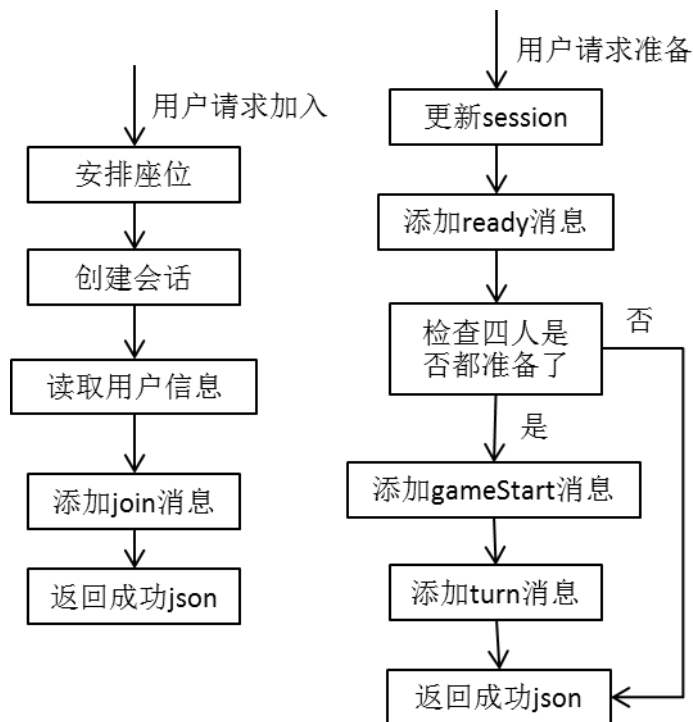 用户请求加入
安排座位
创建会话
读取用户信息
添加join消息
返回成功json
用户请求准备
更新session
添加ready消息
检查四人是
否都准备了
否
是
添加gameStart消息
添加turn消息
返回成功json